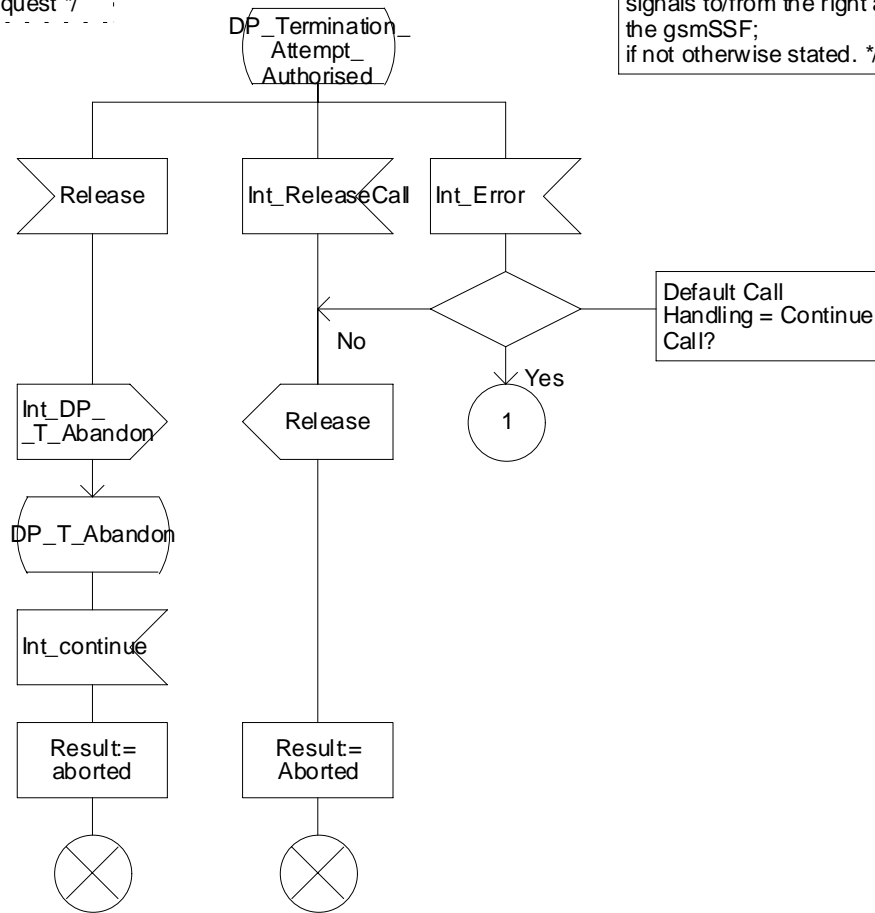 quest */
signals to/from the right a
the gsmSSF;
if not otherwise stated. */
DP_Termination_
Attempt_
Authorised
Release
Int_ReleaseCall
Int_Error
Default Call
Handling = Continue
Call?
No
Yes
Int_DP_
_T_Abandon
Release
1
DP_T_Abandon
Int_continue
Result:=
aborted
Result:=
Aborted